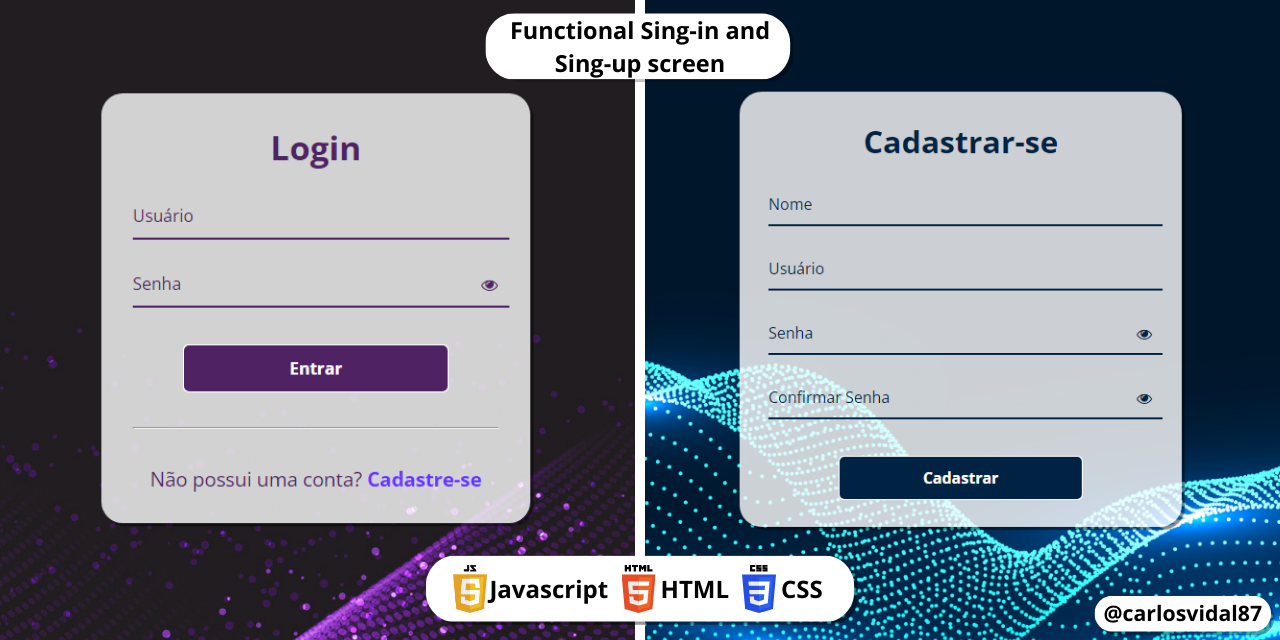 Functional Sing-in and
Sing-up screen
Login
Usuário
Senha
Entrar
Não possui uma conta? Cadastre-se
Cadastrar-se
Nome
Usuário
Senha
Confirmar Senha
Cadastrar
JS
5
Javascript
HTML
5
HTML
CSS
3
CSS
@carlosvidal87